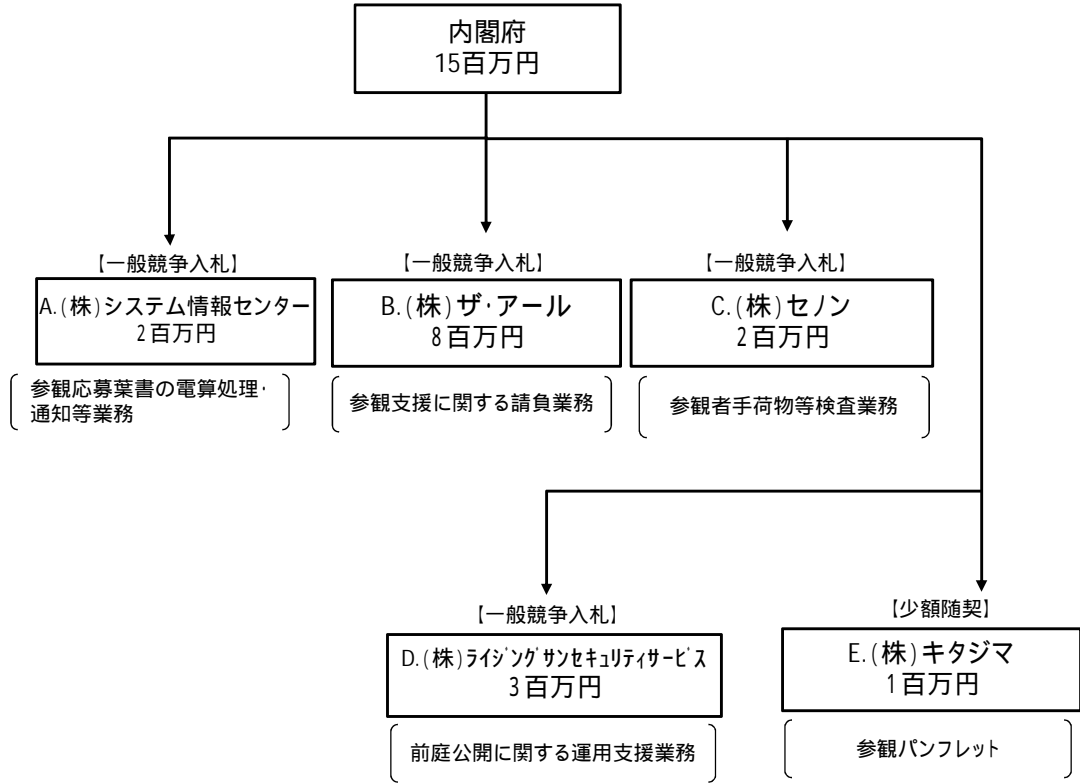 内閣府
15百万円
【一般競争入札】
A.(株)システム情報センター
2百万円
参観応募葉書の電算処理・
通知等業務
【一般競争入札】
B.(株)ザ・アール
8百万円
参観支援に関する請負業務
【一般競争入札】
C.(株)セノン
2百万円
参観者手荷物等検査業務
【一般競争入札】
D.(株)ﾗｲｼﾞﾝｸﾞｻﾝｾｷｭﾘﾃｨｻｰﾋﾞｽ
3百万円
前庭公開に関する運用支援業務
【少額随契】
E.(株)キタジマ
1百万円
参観パンフレット